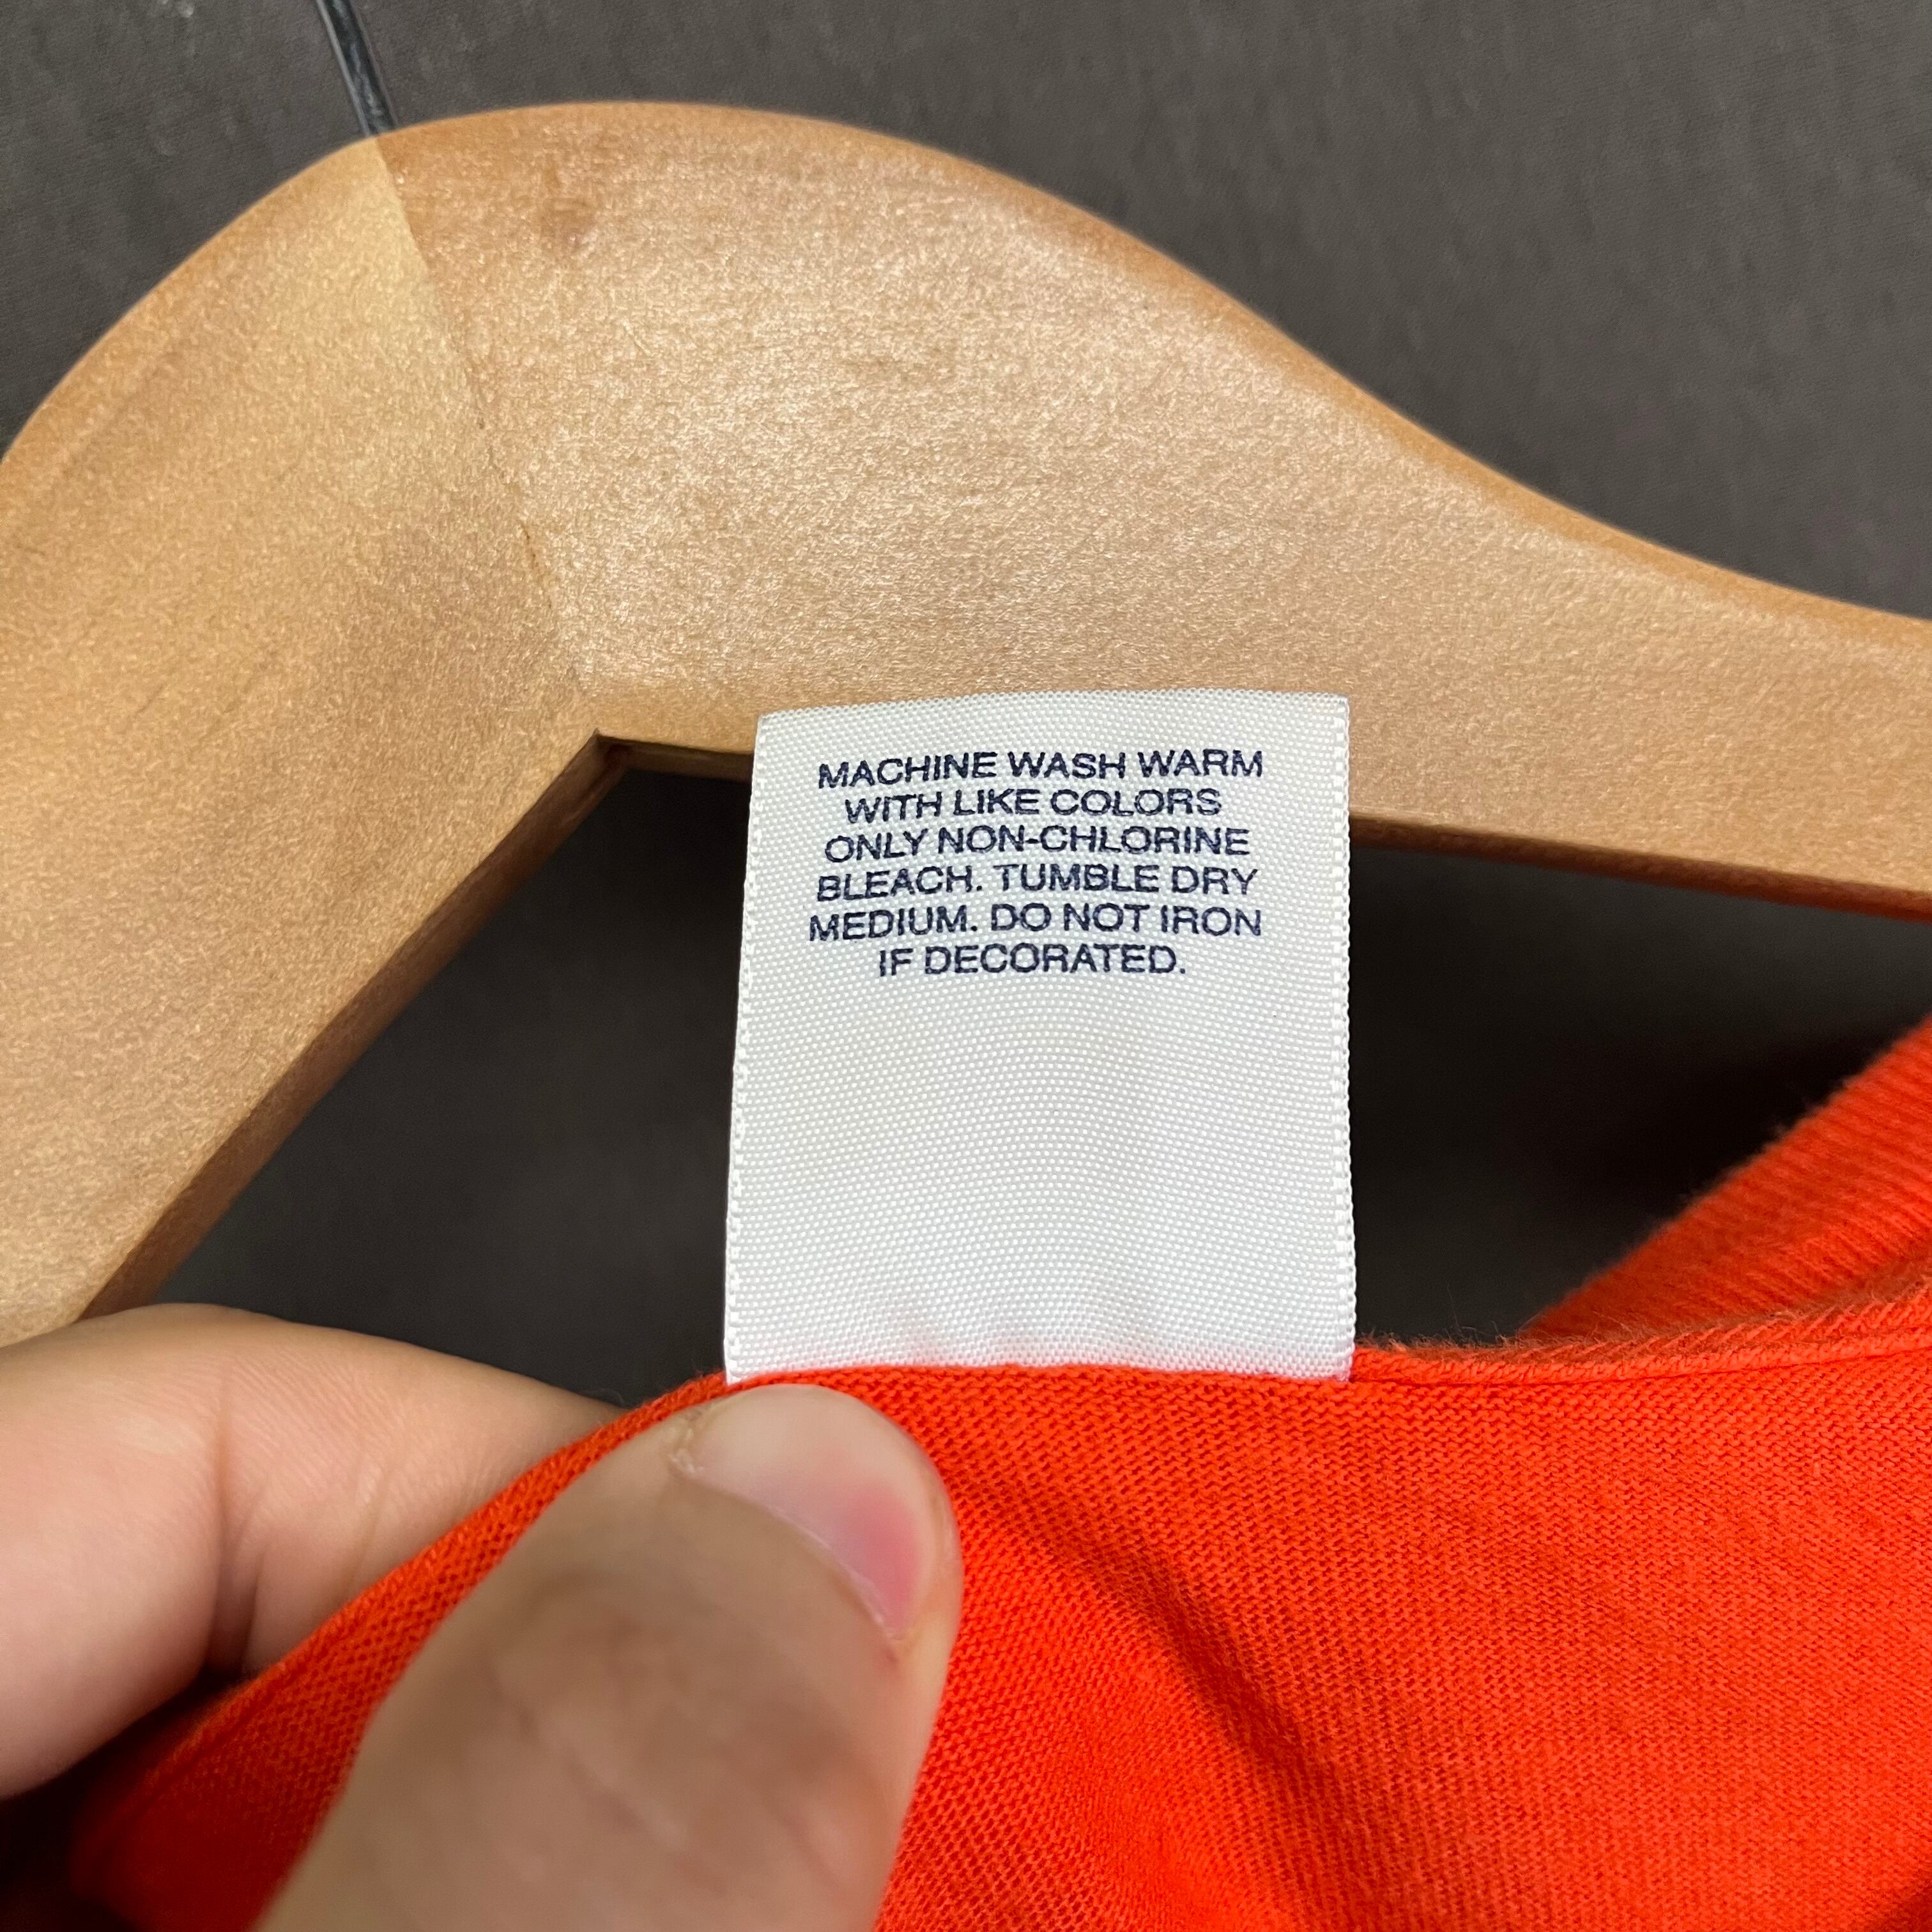 MACHINE WASH WARM
WITH LIKE COLORS
ONLY NON-CHLORINE
BLEACH. TUMBLE DRY
MEDIUM. DO NOT IRON
IF DECORATED.